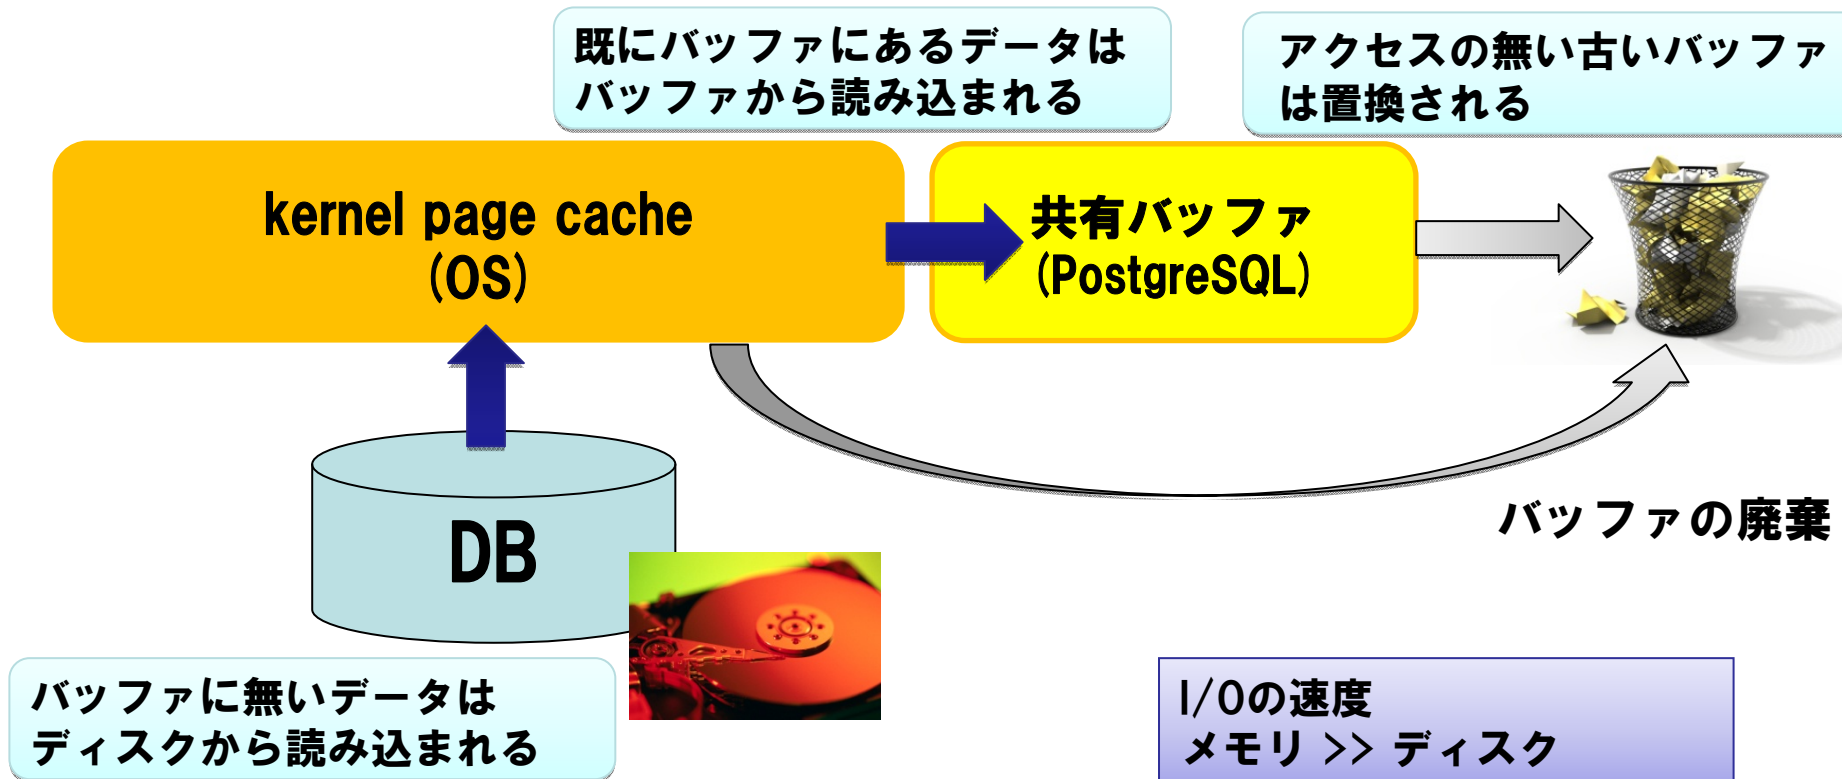 既にバッファにあるデータは
バッファから読み込まれる
アクセスの無い古いバッファ
は置換される
kernel page cache
(OS)
共有バッファ
(PostgreSQL)
DB
バッファの廃棄
バッファに無いデータは
ディスクから読み込まれる
I/Oの速度
メモリ >> ディスク